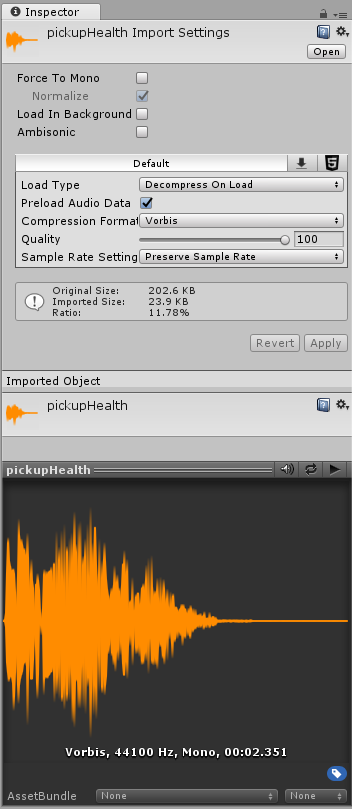 Inspector
pickupHealth Import Settings
Open
Force To Mono
Normalize
Load In Background
Ambisonic
Default
Load Type Decompress On Load
Preload Audio Data
Compression Format Vorbis
Quality 100
Sample Rate Setting Preserve Sample Rate
Original Size: 202.6 KB
Imported Size: 23.9 KB
Ratio: 11.78%
Revert Apply
Imported Object
pickupHealth
pickupHealth
Vorbis, 44100 Hz, Mono, 00:02.351
AssetBundle None None